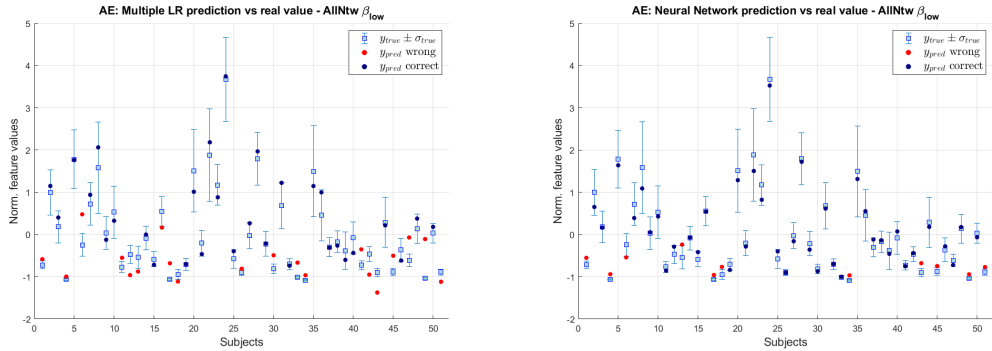 AE: Multiple LR prediction vs real value - AllNtw β_low
y_true ± σ_true
y_pred wrong
y_pred correct
Norm. feature values
5
4
3
2
1
0
-1
-2
0 5 10 15 20 25 30 35 40 45 50
Subjects
AE: Neural Network prediction vs real value - AllNtw β_low
y_true ± σ_true
y_pred wrong
y_pred correct
Norm. feature values
5
4
3
2
1
0
-1
-2
0 5 10 15 20 25 30 35 40 45 50
Subjects